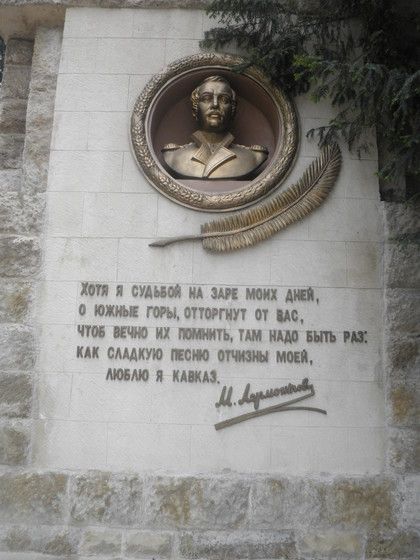 ХОТЯ Я СУДЬБОЙ НА ЗАРЕ МОИХ ДНЕЙ,
О ЮЖНЫЕ ГОРЫ, ОТТОРГНУТ ОТ ВАС,
ЧТОБ ВЕЧНО ИХ ПОМНИТЬ, ТАМ НАДО БЫТЬ РАЗ:
КАК СЛАДКУЮ ПЕСНЮ ОТЧИЗНЫ МОЕЙ,
ЛЮБЛЮ Я КАВКАЗ.
М. Лермонтов